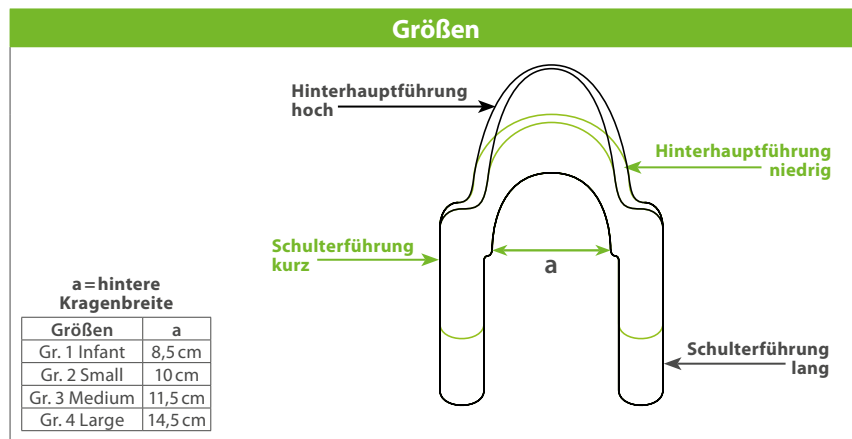 Größen
Hinterhauptführung
hoch
Hinterhauptführung
niedrig
Schulterführung
kurz
a
a=hintere
Kragenbreite
Größen a
Gr. 1 Infant 8,5 cm
Gr. 2 Small 10 cm
Gr. 3 Medium 11,5 cm
Gr. 4 Large 14,5 cm
Schulterführung
lang